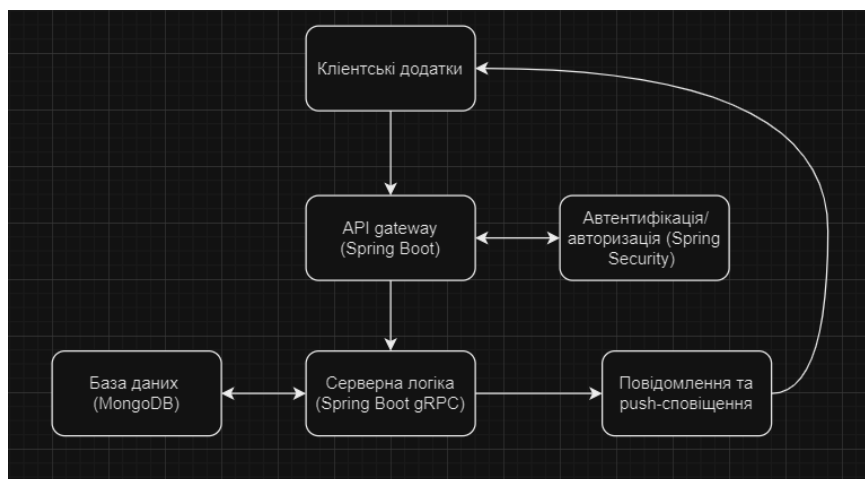 Клієнтські додатки
API gateway
(Spring Boot)
Автентифікація/
авторизація (Spring
Security)
База даних
(MongoDB)
Серверна логіка
(Spring Boot gRPC)
Повідомлення та
push-сповіщення